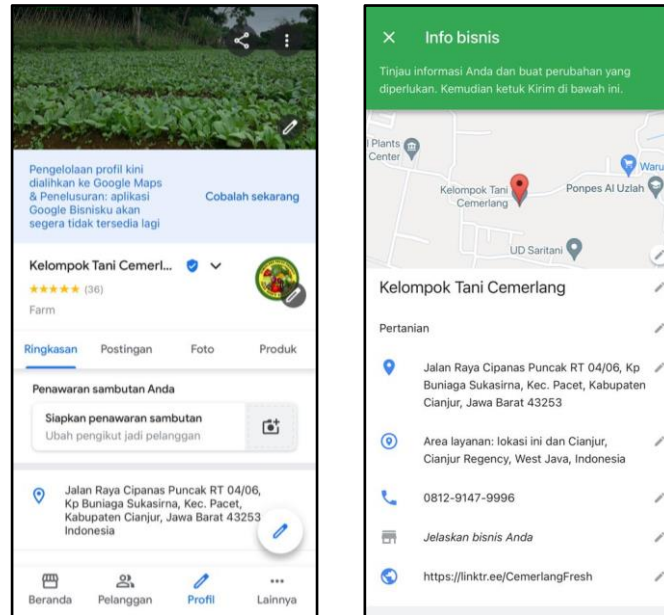 Pengelolaan profil kini
dialihkan ke Google Maps
& Penelusuran: aplikasi
Google Bisnisku akan
segera tidak tersedia lagi
Cobalah sekarang
Kelompok Tani Cemerl...
(36)
Farm
Ringkasan Postingan Foto Produk
Penawaran sambutan Anda
Siapkan penawaran sambutan
Ubah pengikut jadi pelanggan
Jalan Raya Cipanas Puncak RT 04/06,
Kp Buniaga Sukasirna, Kec. Pacet,
Kabupaten Cianjur, Jawa Barat 43253
Indonesia
Beranda Pelanggan Profil Lainnya
Info bisnis
Tinjau informasi Anda dan buat perubahan yang
diperlukan. Kemudian ketuk Kirim di bawah ini.
Plants
Center
Waru
Kelompok Tani
Cemerlang
Ponpes Al Uzlah
UD Saritani
Kelompok Tani Cemerlang
Pertanian
Jalan Raya Cipanas Puncak RT 04/06, Kp
Buniaga Sukasirna, Kec. Pacet, Kabupaten
Cianjur, Jawa Barat 43253
Area layanan: lokasi ini dan Cianjur,
Cianjur Regency, West Java, Indonesia
0812-9147-9996
Jelaskan bisnis Anda
https://linktr.ee/CemerlangFresh